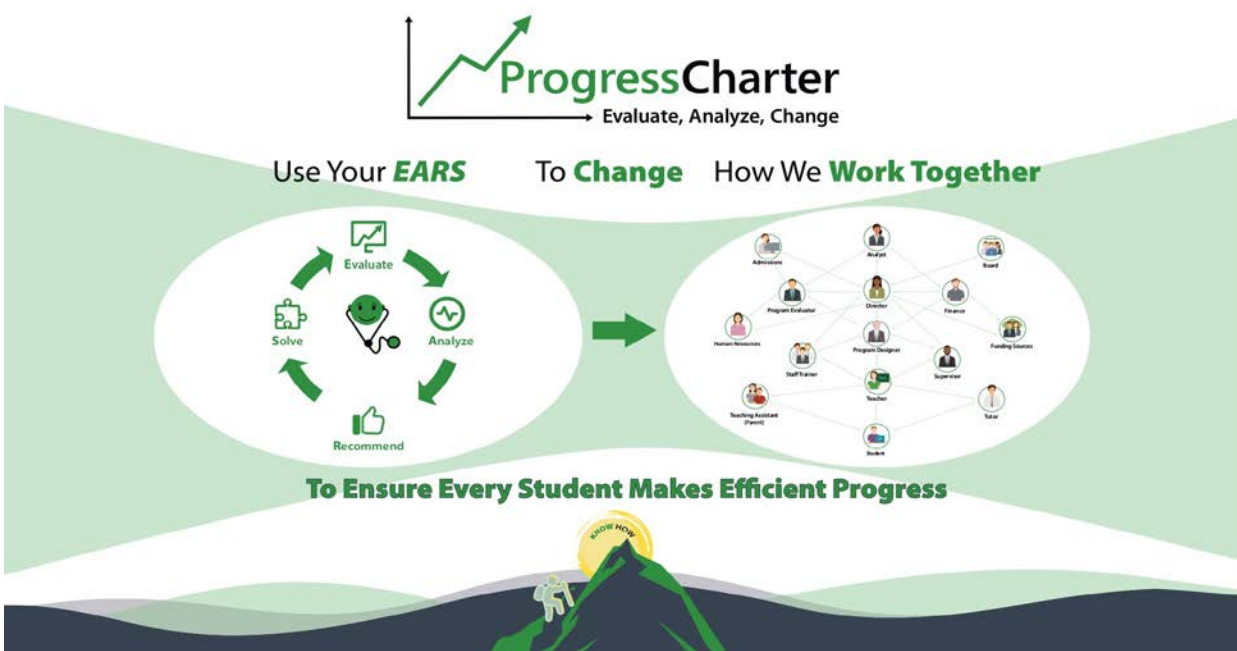 ProgressCharter
Evaluate, Analyze, Change
Use Your EARS To Change How We Work Together
Evaluate
Analyze
Recommend
Solve
Admissions
Analyst
Board
Program Evaluator
Director
Finance
Human Resources
Program Designer
Funding Sources
Staff Trainer
Supervisor
Teacher
Teaching Assistant
(Parent)
Tutor
Student
To Ensure Every Student Makes Efficient Progress
KNOW HOW